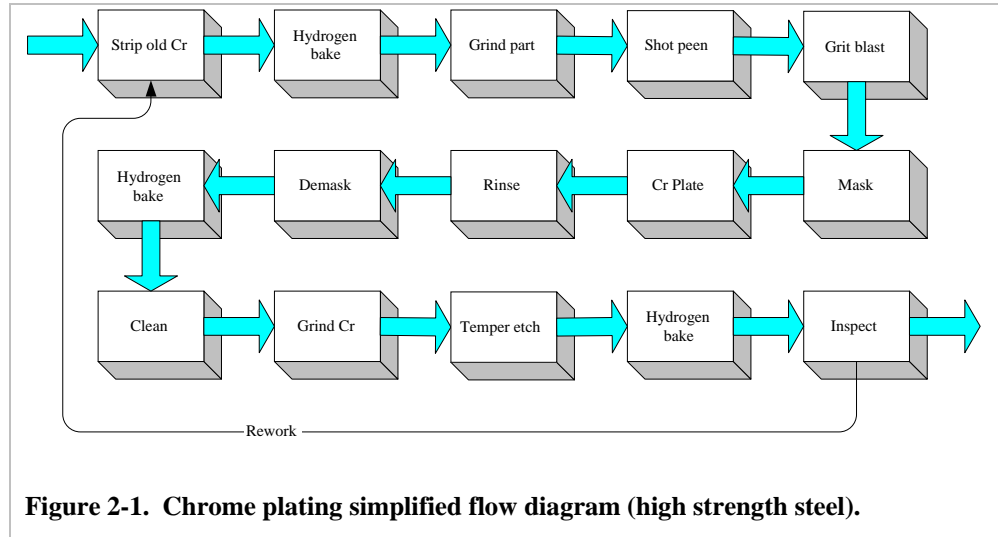 Strip old Cr
Hydrogen
bake
Grind part
Shot peen
Grit blast
Mask
Cr Plate
Rinse
Demask
Hydrogen
bake
Clean
Grind Cr
Temper etch
Hydrogen
bake
Inspect
Rework
Figure 2-1. Chrome plating simplified flow diagram (high strength steel).